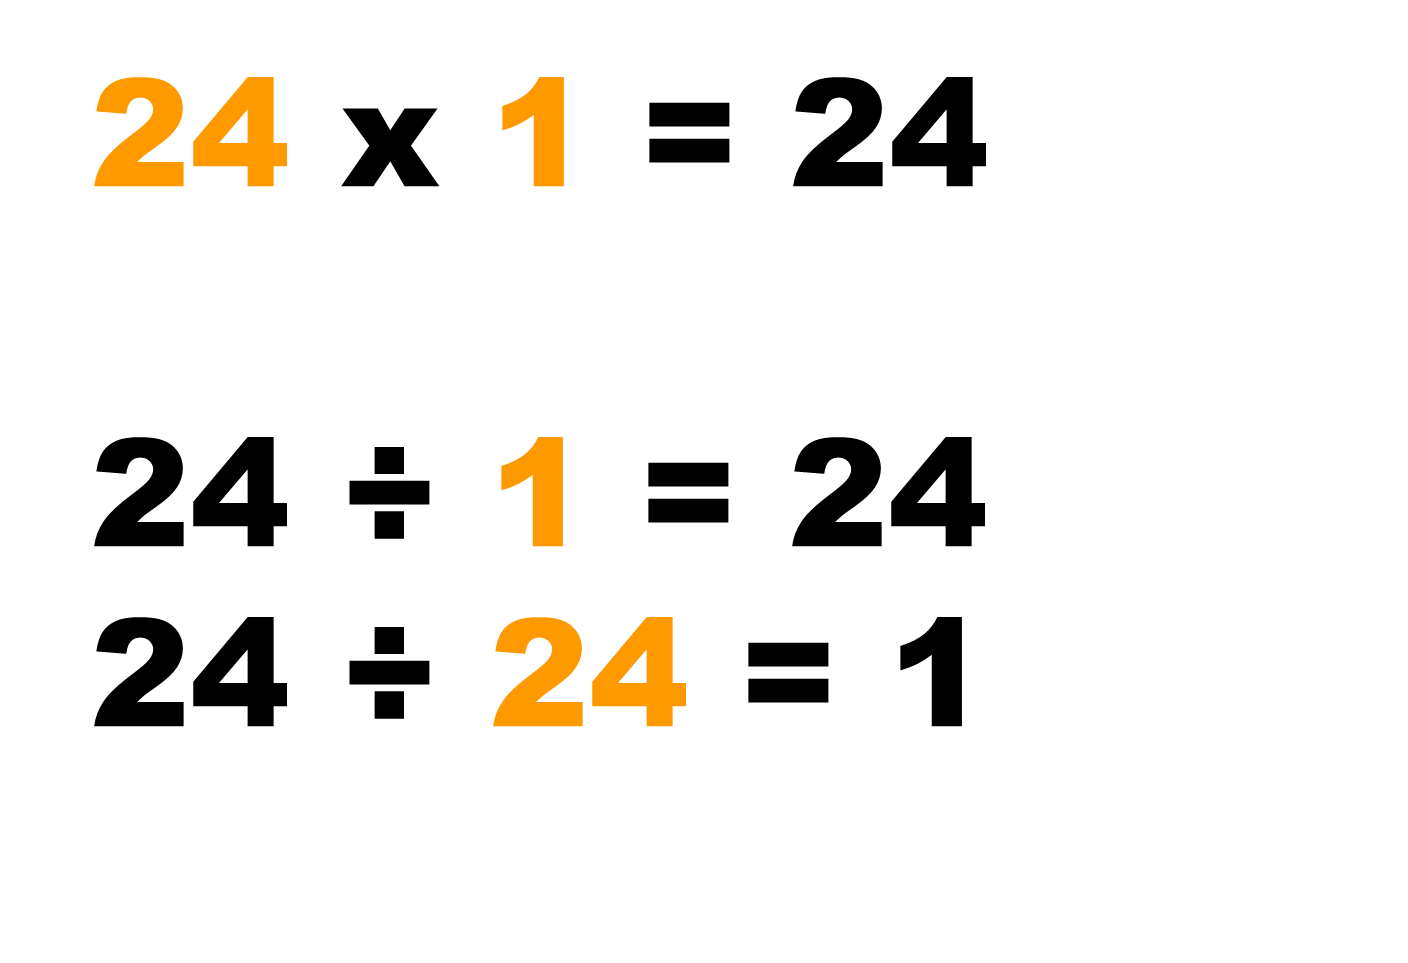 24 x 1 = 24
24 ÷ 1 = 24
24 ÷ 24 = 1